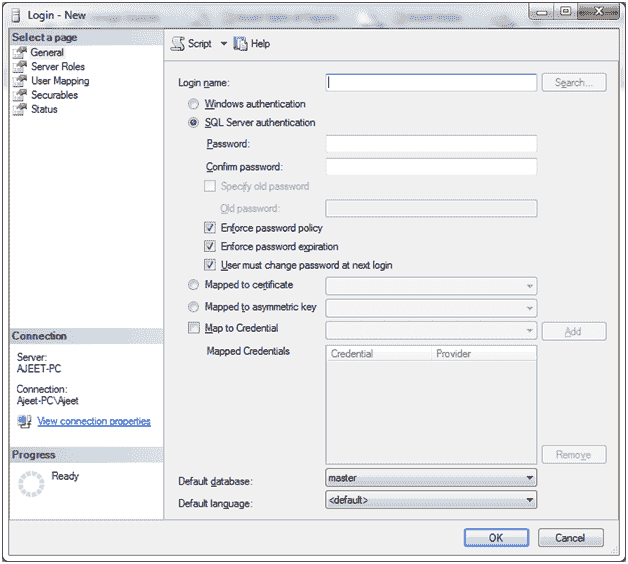 Login - New
Select a page
General
Server Roles
User Mapping
Securables
Status
Script
Help
Login name:
Search...
Windows authentication
SQL Server authentication
Password:
Confirm password:
Specify old password
Old password:
Enforce password policy
Enforce password expiration
User must change password at next login
Mapped to certificate
Mapped to asymmetric key
Map to Credential
Add
Mapped Credentials
Credential Provider
Remove
Default database: master
Default language: <default>
Connection
Server:
AJEET-PC
Connection:
Ajeet-PC\Ajeet
View connection properties
Progress
Ready
OK
Cancel